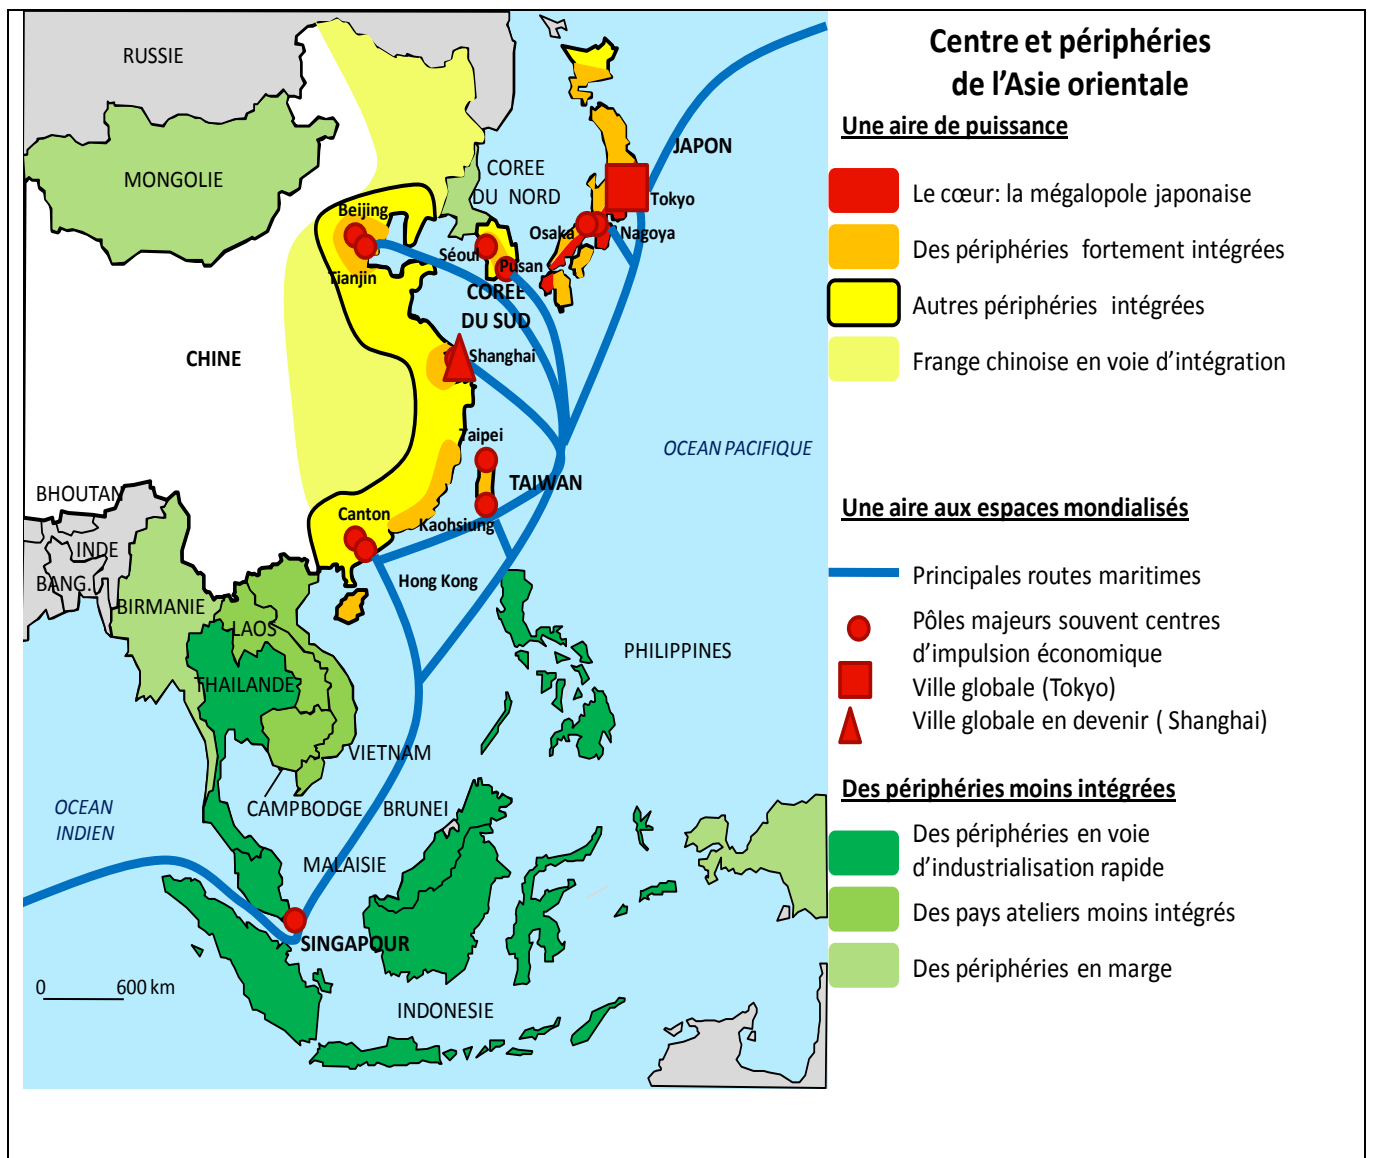 Centre et périphéries
de l'Asie orientale
Une aire de puissance
Le cœur: la mégalopole japonaise
Des périphéries fortement intégrées
Autres périphéries intégrées
Frange chinoise en voie d'intégration
Une aire aux espaces mondialisés
Principales routes maritimes
Pôles majeurs souvent centres
d'impulsion économique
Ville globale (Tokyo)
Ville globale en devenir ( Shanghai)
Des périphéries moins intégrées
Des périphéries en voie
d'industrialisation rapide
Des pays ateliers moins intégrés
Des périphéries en marge
RUSSIE
MONGOLIE
COREE
DU NORD
JAPON
Tokyo
Beijing
Osaka
Nagoya
Séoul
Pusan
Tianjin
COREE
DU SUD
CHINE
Shanghai
Taipei
OCEAN PACIFIQUE
TAIWAN
BHOUTAN
Canton
Kaohsiung
INDE
BANG.
Hong Kong
BIRMANIE
LAOS
PHILIPPINES
THAILANDE
VIETNAM
CAMPBODGE
BRUNEI
OCEAN
INDIEN
MALAISIE
SINGAPOUR
0
600 km
INDONESIE